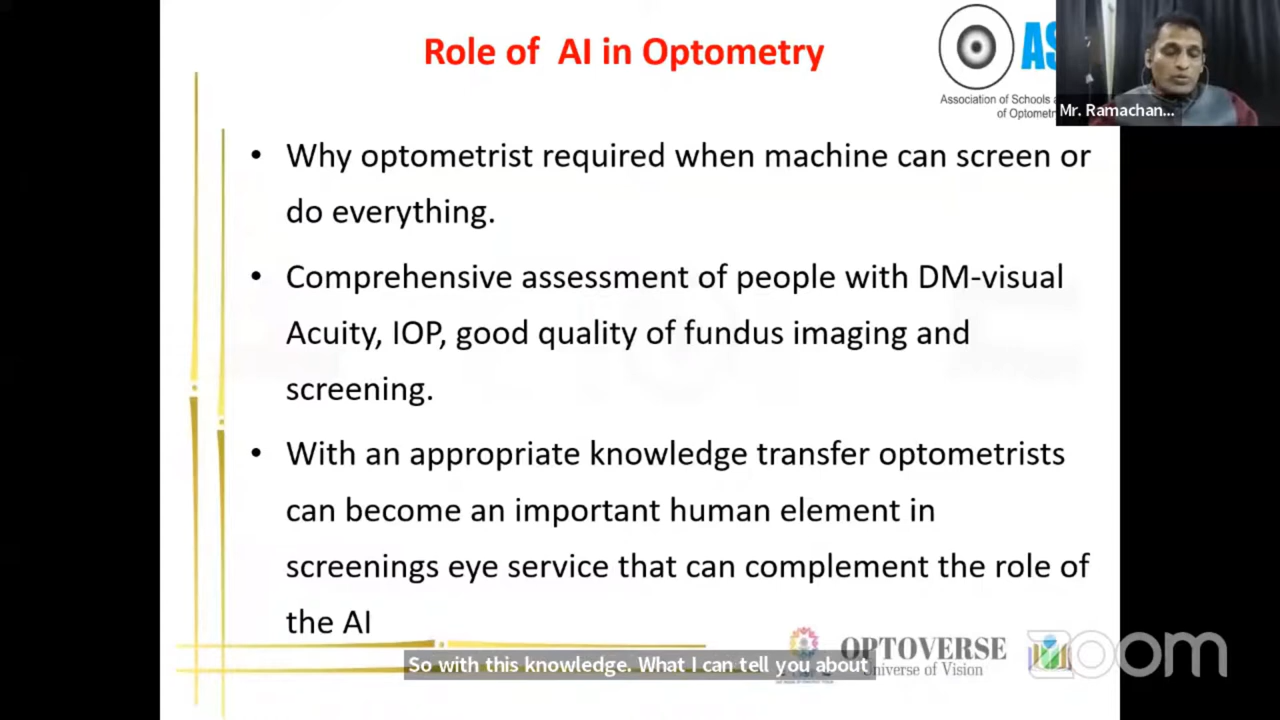 Role of AI in Optometry
AS
Association of Schools
of Optomet
Mr. Ramachan...
• Why optometrist required when machine can screen or
do everything.
• Comprehensive assessment of people with DM-visual
Acuity, IOP, good quality of fundus imaging and
screening.
• With an appropriate knowledge transfer optometrists
can become an important human element in
screenings eye service that can complement the role of
the AI
OPTOVERSE
Universe of Vision
zoom
So with this knowledge. What I can tell you about